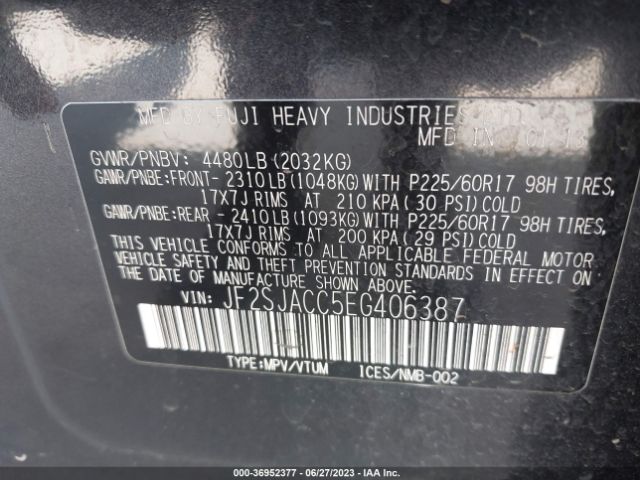 MFD BY FUJI HEAVY INDUSTRIES LTD.
MFD IN 01 13
GVWR/PNBV: 4480LB(2032KG)
GAWR/PNBE:FRONT- 2310LB(1048KG)WITH P225/60R17 98H TIRES,
17X7J RIMS AT 210 KPA(30 PSI)COLD
GAWR/PNBE:REAR - 2410LB(1093KG)WITH P225/60R17 98H TIRES,
17X7J RIMS AT 200 KPA(29 PSI)COLD
THIS VEHICLE CONFORMS TO ALL APPLICABLE FEDERAL MOTOR
VEHICLE SAFETY AND THEFT PREVENTION STANDARDS IN EFFECT ON
THE DATE OF MANUFACTURE SHOWN ABOVE.
VIN: JF2SJACC5EG406387
TYPE:MPV/VTUM ICES/NMB-002
000-36952377 - 06/27/2023 - IAA Inc.